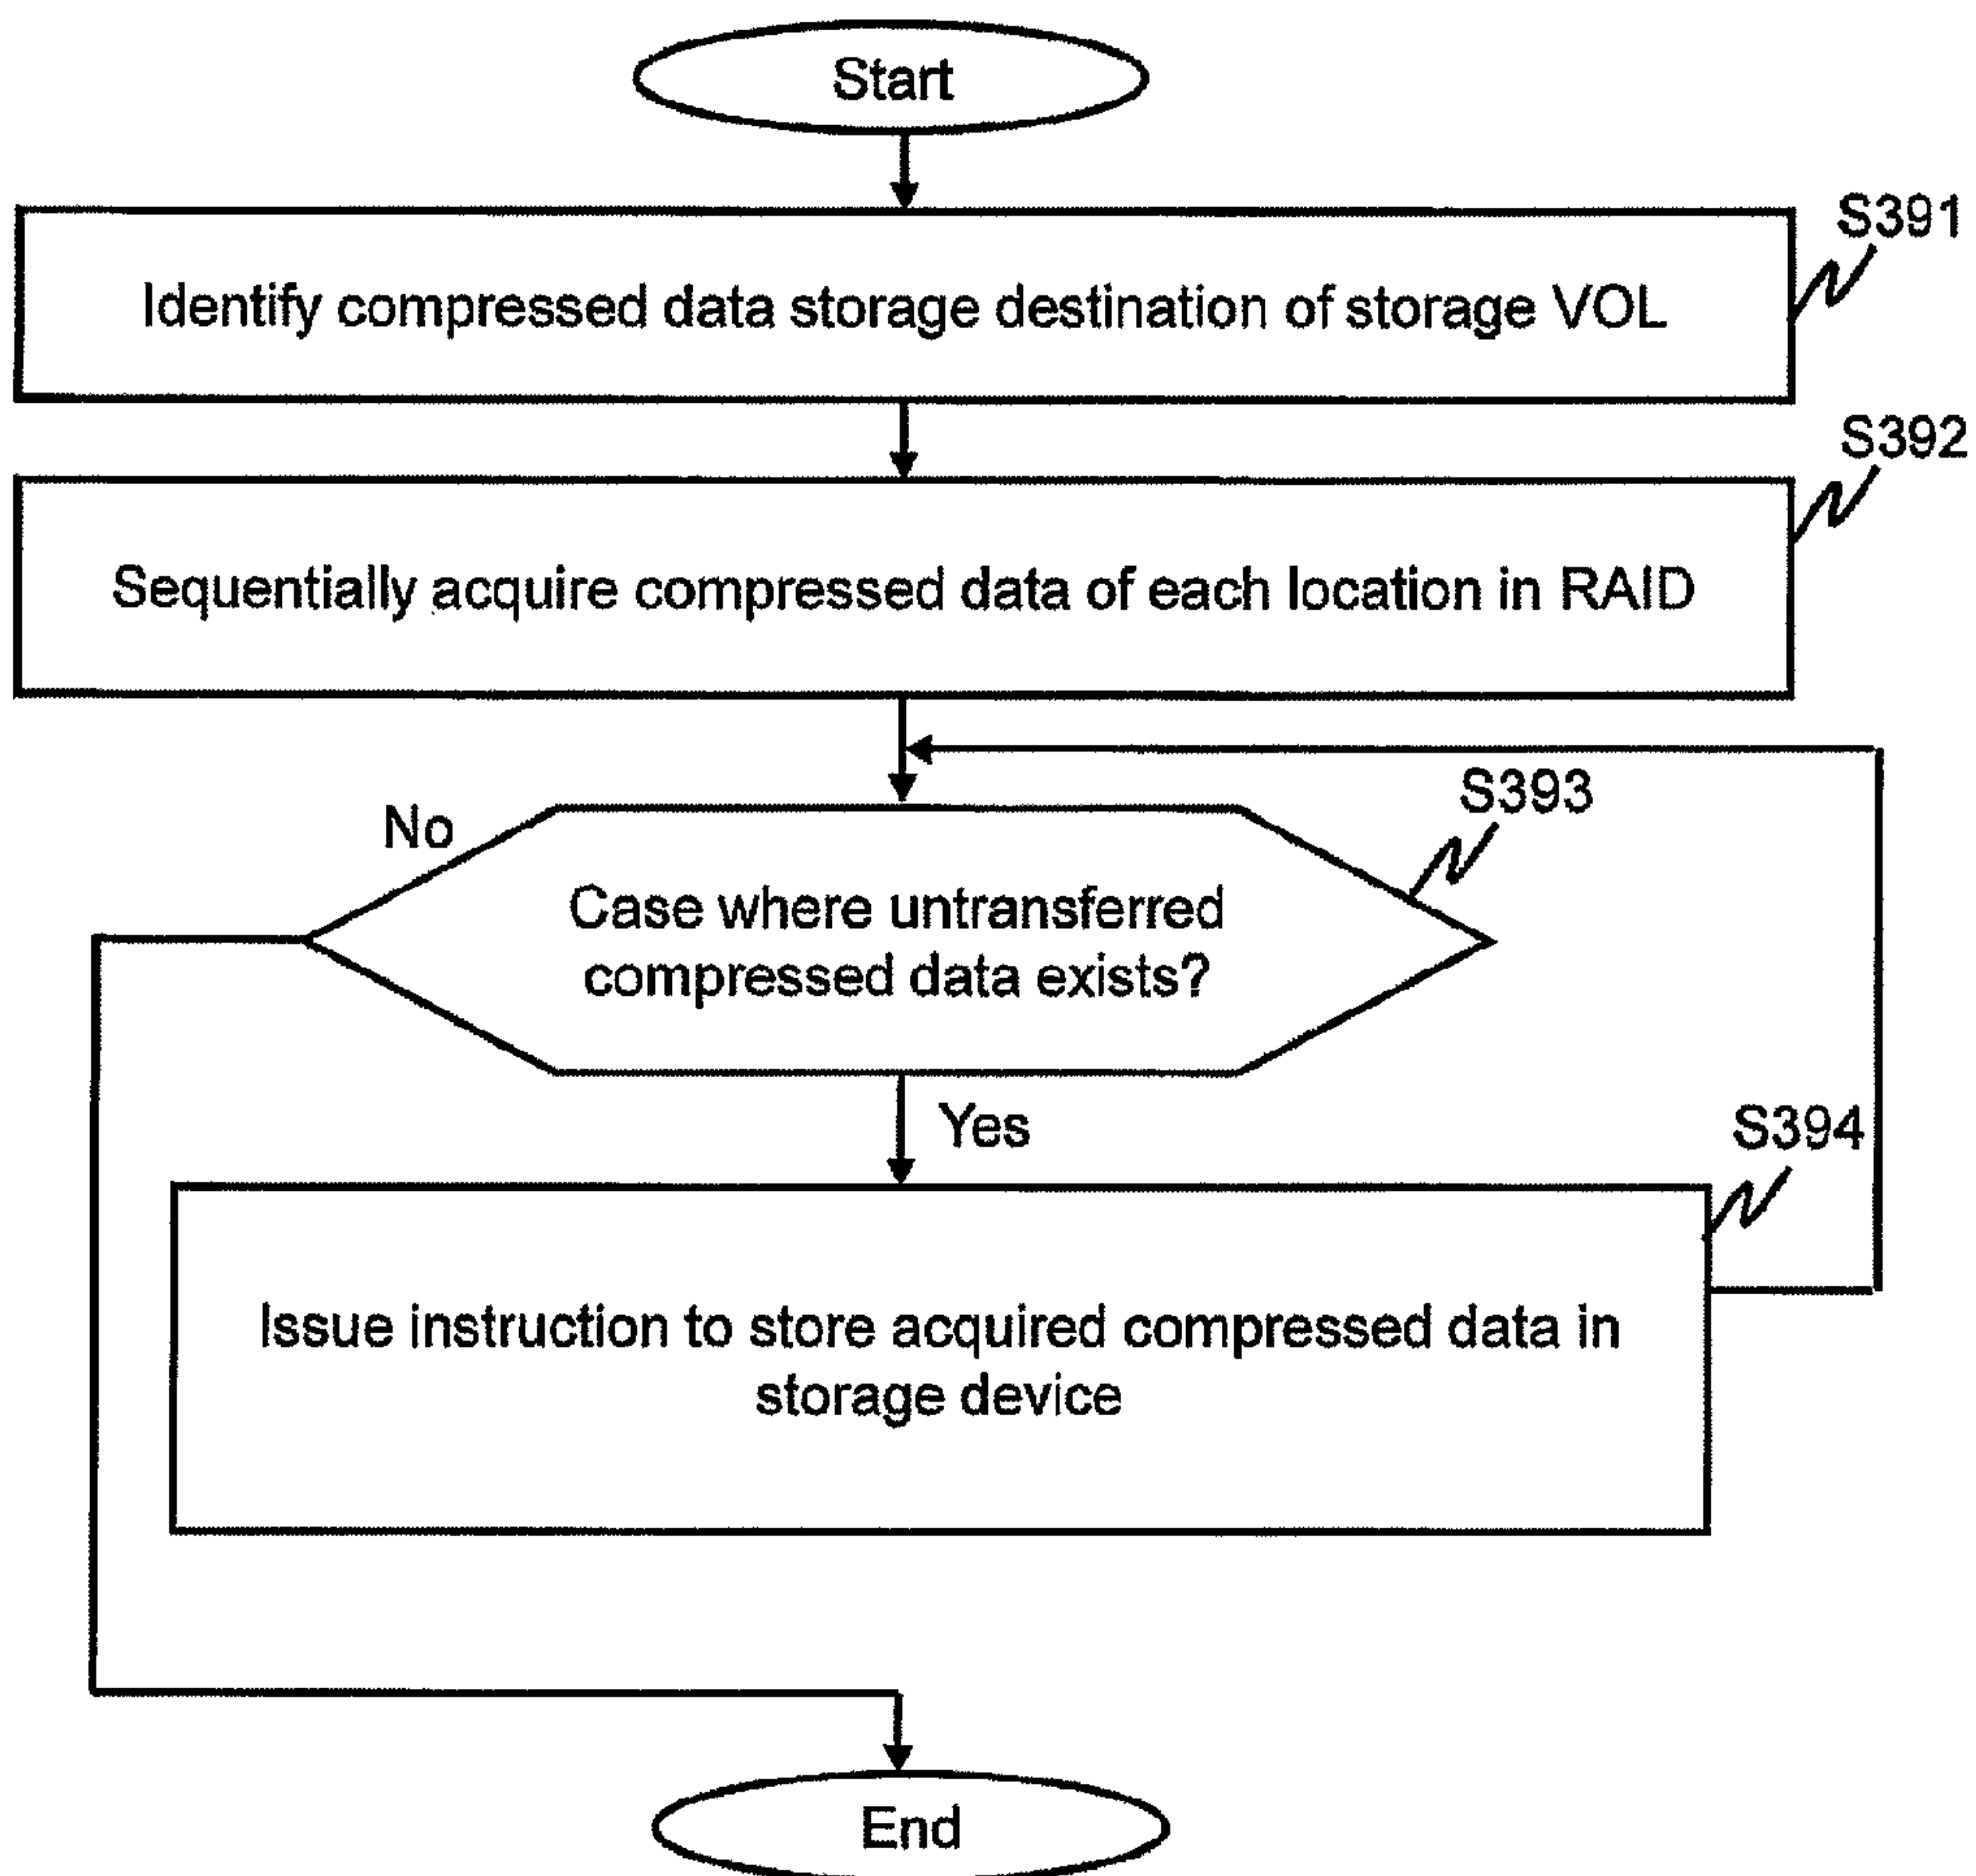 Start
S391
Identify compressed data storage destination of storage VOL
S392
Sequentially acquire compressed data of each location in RAID
S393
No
Case where untransferred
compressed data exists?
Yes
S394
Issue instruction to store acquired compressed data in
storage device
End